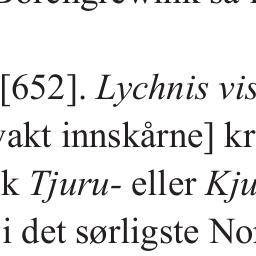 [652]. Lychnis vis
vakt innskårne] kr
k Tjuru- eller Kju
i det sørligste No